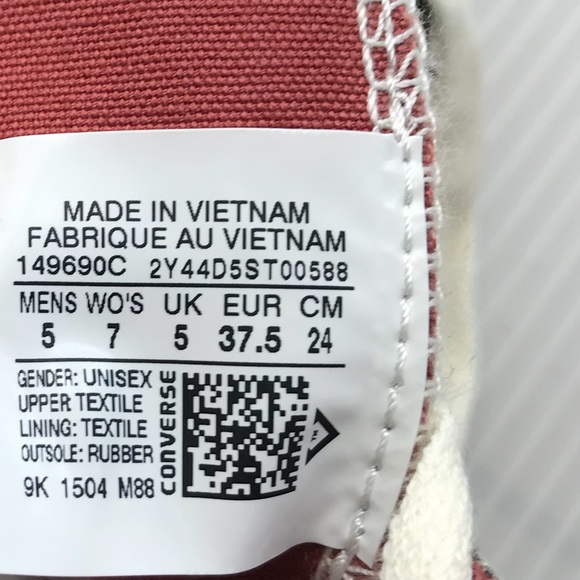 MADE IN VIETNAM
FABRIQUE AU VIETNAM
149690C 2Y44D5ST00588
MENS WO'S UK EUR CM
5 7 5 37.5 24
GENDER: UNISEX
UPPER TEXTILE
LINING: TEXTILE
OUTSOLE: RUBBER
9K 1504 M88
CONVERSE
F